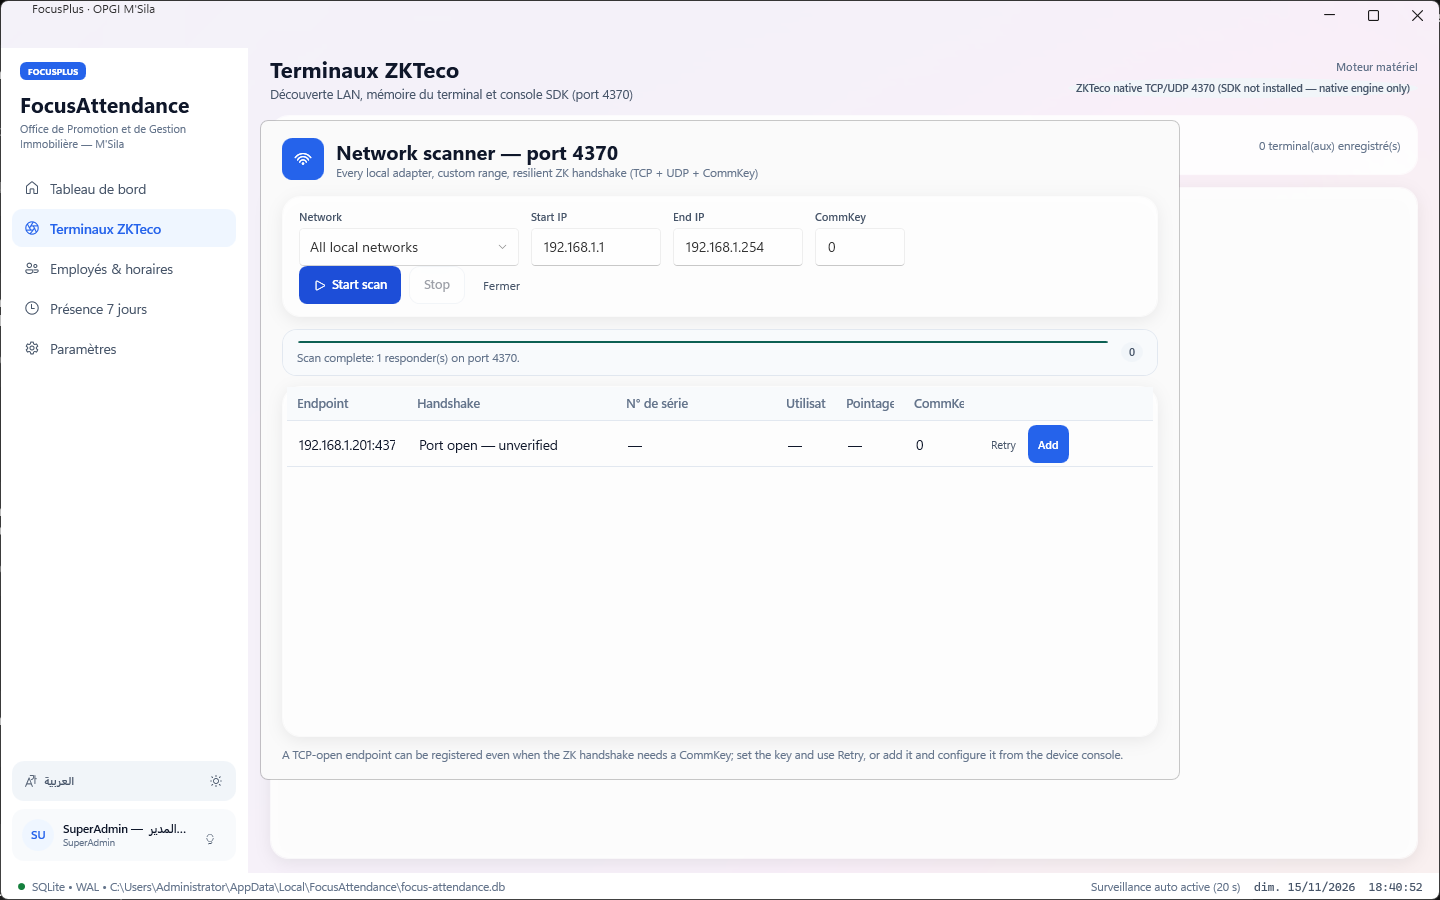 FocusPlus · OPGI M'Sila
FOCUSPLUS
FocusAttendance
Office de Promotion et de Gestion
Immobilière — M'Sila
Tableau de bord
Terminaux ZKTeco
Employés & horaires
Présence 7 jours
Paramètres
العربية
SU
SuperAdmin — المدير...
SuperAdmin
Terminaux ZKTeco
Découverte LAN, mémoire du terminal et console SDK (port 4370)
Moteur matériel
ZKTeco native TCP/UDP 4370 (SDK not installed — native engine only)
0 terminal(aux) enregistré(s)
Network scanner — port 4370
Every local adapter, custom range, resilient ZK handshake (TCP + UDP + CommKey)
Network Start IP End IP CommKey
All local networks 192.168.1.1 192.168.1.254 0
Start scan Stop Fermer
Scan complete: 1 responder(s) on port 4370.
0
Endpoint Handshake N° de série Utilisat Pointage CommKe
192.168.1.201:437 Port open — unverified — — — 0 Retry Add
A TCP-open endpoint can be registered even when the ZK handshake needs a CommKey; set the key and use Retry, or add it and configure it from the device console.
SQLite • WAL • C:\Users\Administrator\AppData\Local\FocusAttendance\focus-attendance.db
Surveillance auto active (20 s) dim. 15/11/2026 18:40:52